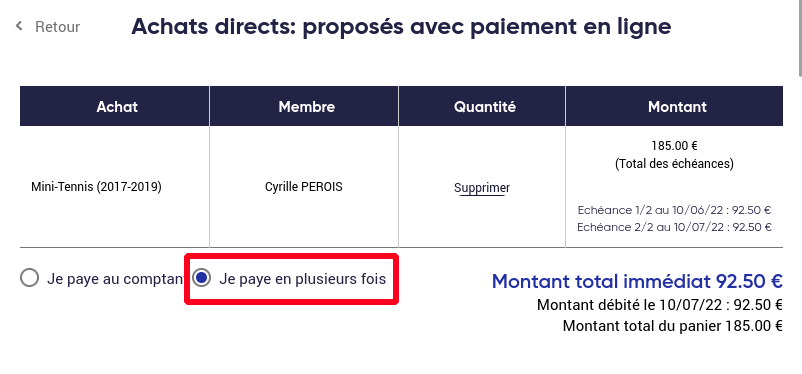 Retour
Achats directs: proposés avec paiement en ligne
Achat Membre Quantité Montant
185.00 €
(Total des échéances)
Mini-Tennis (2017-2019) Cyrille PEROIS Supprimer
Echéance 1/2 au 10/06/22 : 92.50 €
Echéance 2/2 au 10/07/22 : 92.50 €
Je paye au comptant Je paye en plusieurs fois
Montant total immédiat 92.50 €
Montant débité le 10/07/22 : 92.50 €
Montant total du panier 185.00 €